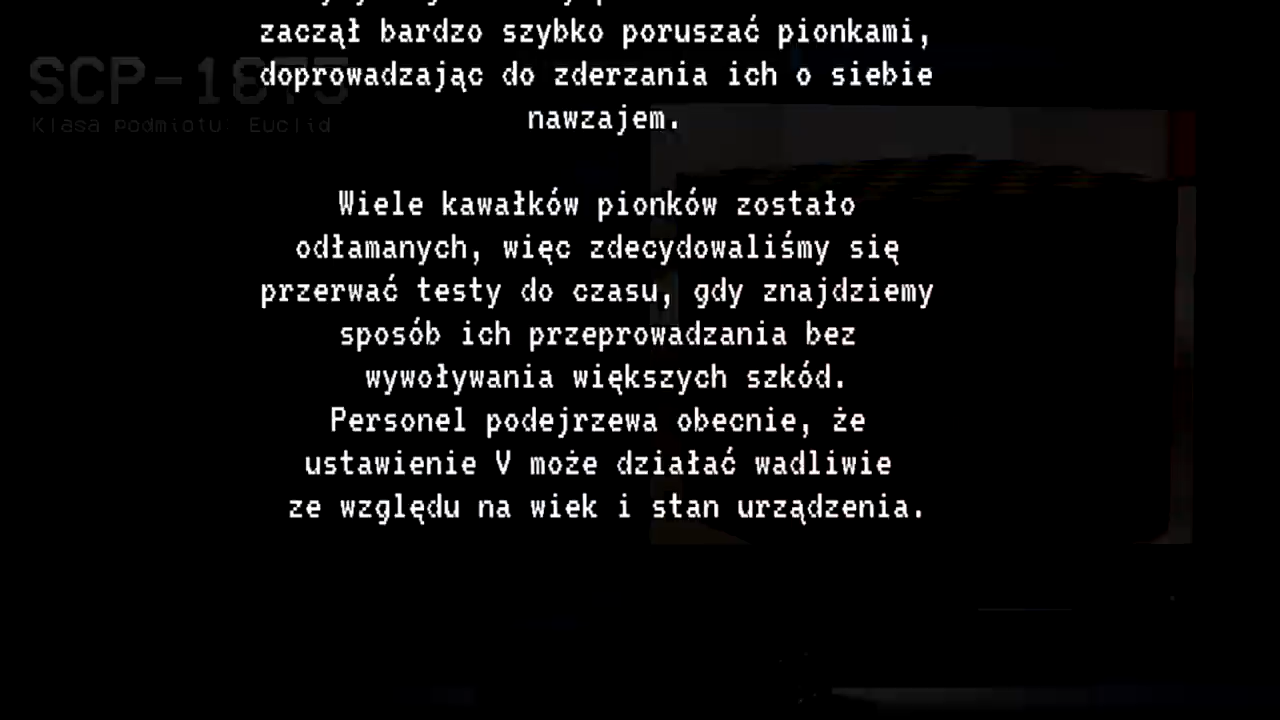 zaczął bardzo szybko poruszać pionkami,
SCP-1875
doprowadzając do zderzania ich o siebie
Klasa podmiotu: Euclid
nawzajem.
Wiele kawałków pionków zostało
odłamanych, więc zdecydowaliśmy się
przerwać testy do czasu, gdy znajdziemy
sposób ich przeprowadzania bez
wywoływania większych szkód.
Personel podejrzewa obecnie, że
ustawienie V może działać wadliwie
ze względu na wiek i stan urządzenia.